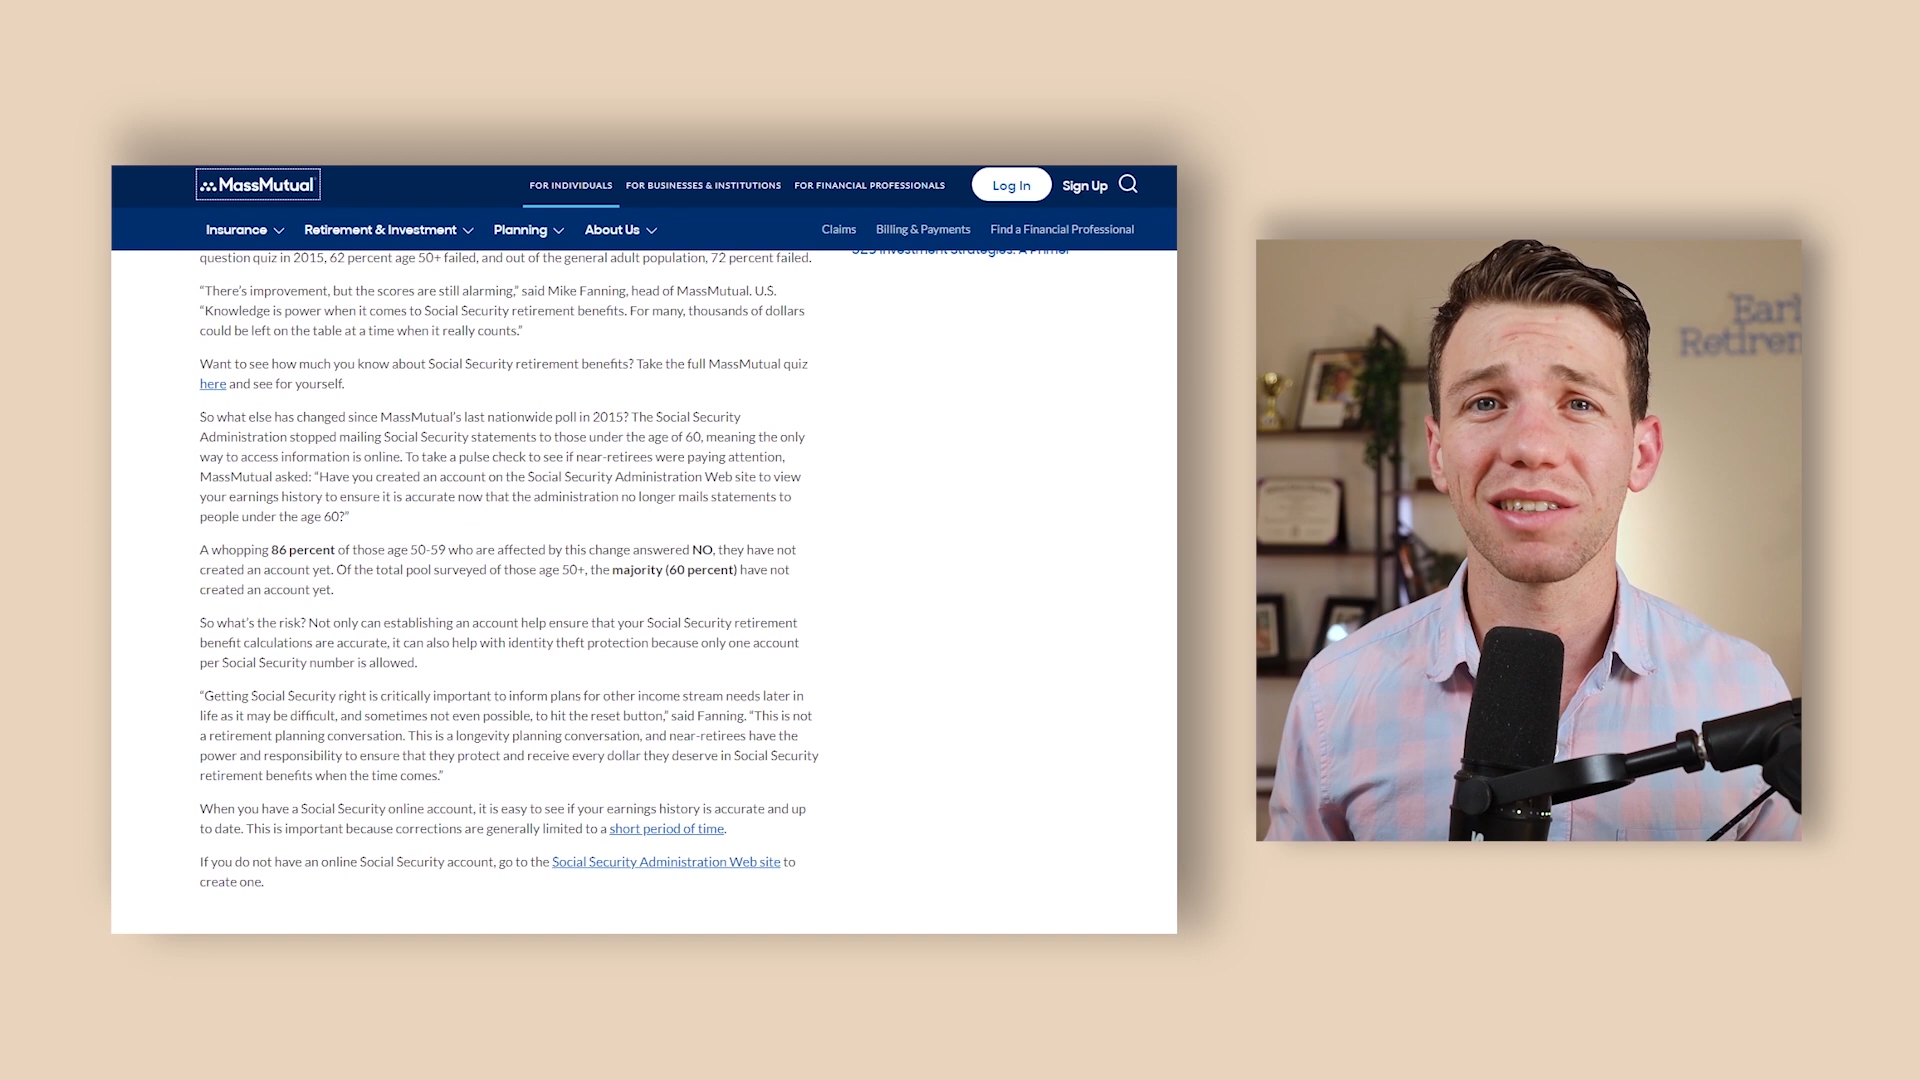 MassMutual
FOR INDIVIDUALS
FOR BUSINESSES & INSTITUTIONS
FOR FINANCIAL PROFESSIONALS
Log In
Sign Up
Insurance
Retirement & Investment
Planning
About Us
Claims
Billing & Payments
Find a Financial Professional
question quiz in 2015, 62 percent age 50+ failed, and out of the general adult population, 72 percent failed.
529 Investment Strategies: A Primer
“There’s improvement, but the scores are still alarming,” said Mike Fanning, head of MassMutual. U.S.
“Knowledge is power when it comes to Social Security retirement benefits. For many, thousands of dollars
could be left on the table at a time when it really counts.”
Want to see how much you know about Social Security retirement benefits? Take the full MassMutual quiz
here and see for yourself.
So what else has changed since MassMutual’s last nationwide poll in 2015? The Social Security
Administration stopped mailing Social Security statements to those under the age of 60, meaning the only
way to access information is online. To take a pulse check to see if near-retirees were paying attention,
MassMutual asked: “Have you created an account on the Social Security Administration Web site to view
your earnings history to ensure it is accurate now that the administration no longer mails statements to
people under the age 60?”
A whopping 86 percent of those age 50-59 who are affected by this change answered NO, they have not
created an account yet. Of the total pool surveyed of those age 50+, the majority (60 percent) have not
created an account yet.
So what’s the risk? Not only can establishing an account help ensure that your Social Security retirement
benefit calculations are accurate, it can also help with identity theft protection because only one account
per Social Security number is allowed.
“Getting Social Security right is critically important to inform plans for other income stream needs later in
life as it may be difficult, and sometimes not even possible, to hit the reset button,” said Fanning. “This is not
a retirement planning conversation. This is a longevity planning conversation, and near-retirees have the
power and responsibility to ensure that they protect and receive every dollar they deserve in Social Security
retirement benefits when the time comes.”
When you have a Social Security online account, it is easy to see if your earnings history is accurate and up
to date. This is important because corrections are generally limited to a short period of time.
If you do not have an online Social Security account, go to the Social Security Administration Web site to
create one.
Earl
Retirem